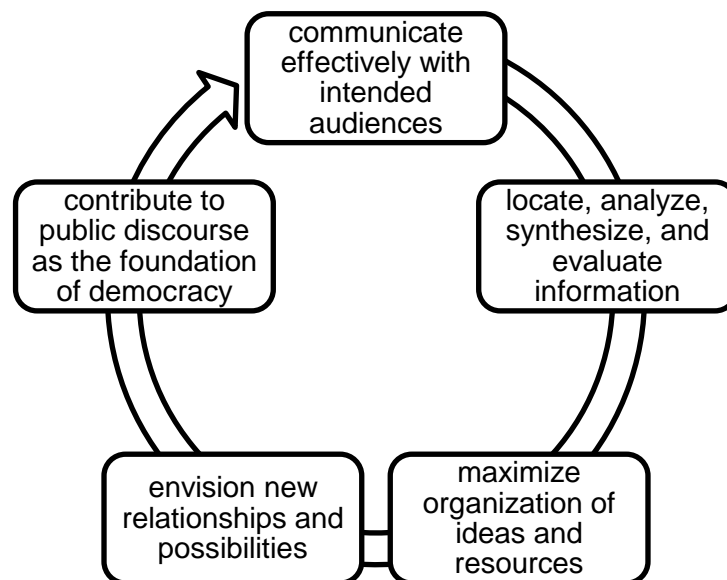 communicate
effectively with
intended
audiences
locate, analyze,
synthesize, and
evaluate
information
maximize
organization of
ideas and
resources
envision new
relationships and
possibilities
contribute to
public discourse
as the foundation
of democracy